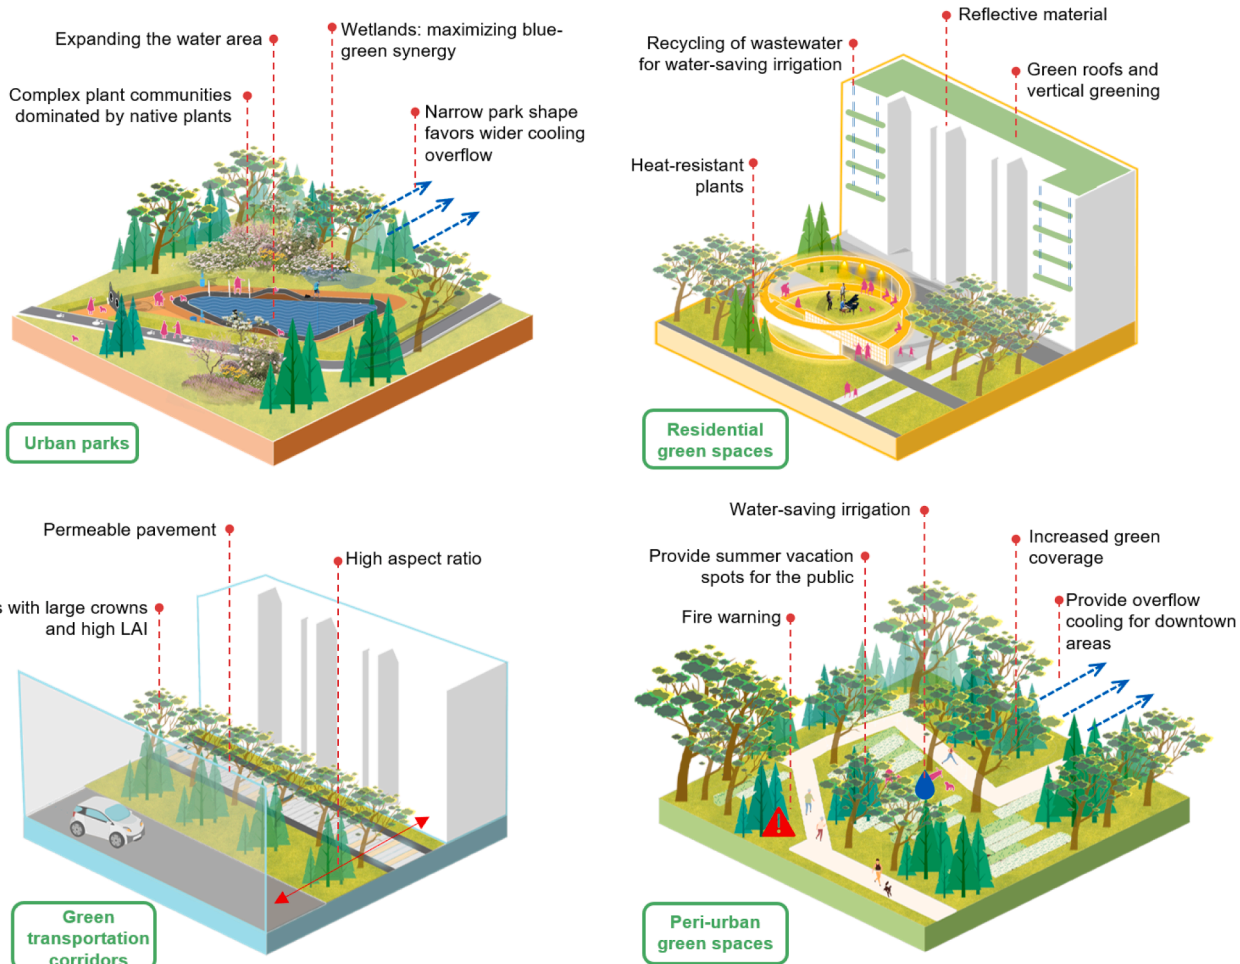 Expanding the water area
Wetlands: maximizing blue-
green synergy
Complex plant communities
dominated by native plants
Narrow park shape
favors wider cooling
overflow
Urban parks
Reflective material
Recycling of wastewater
for water-saving irrigation
Green roofs and
vertical greening
Heat-resistant
plants
Residential
green spaces
Permeable pavement
High aspect ratio
with large crowns
and high LAI
Green
transportation
corridors
Water-saving irrigation
Provide summer vacation
spots for the public
Increased green
coverage
Fire warning
Provide overflow
cooling for downtown
areas
Peri-urban
green spaces